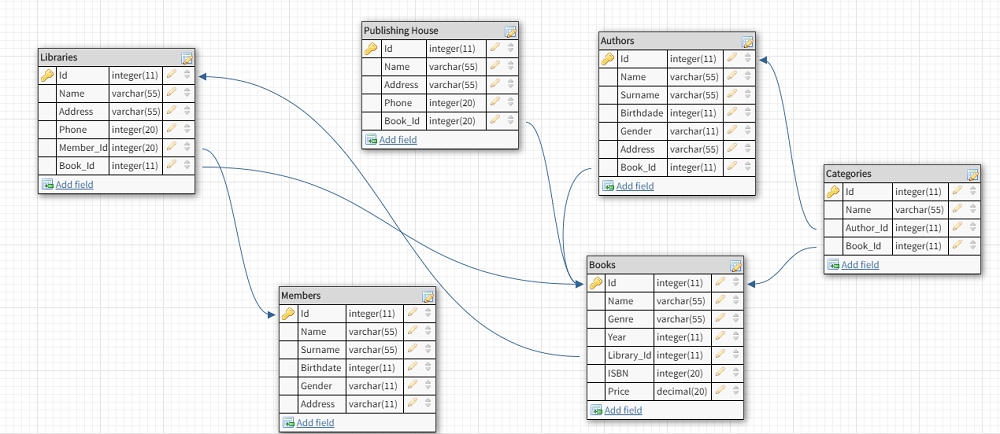 Libraries
Id integer(11)
Name varchar(55)
Address varchar(55)
Phone integer(20)
Member_Id integer(20)
Book_Id integer(11)
Add field
Publishing House
Id integer(11)
Name varchar(55)
Address varchar(55)
Phone integer(20)
Book_Id integer(20)
Add field
Authors
Id integer(11)
Name varchar(55)
Surname varchar(55)
Birthdade integer(11)
Gender varchar(11)
Address varchar(55)
Book_Id integer(11)
Add field
Categories
Id integer(11)
Name varchar(55)
Author_Id integer(11)
Book_Id integer(11)
Add field
Members
Id integer(11)
Name varchar(55)
Surname varchar(55)
Birthdate integer(11)
Gender varchar(11)
Address varchar(11)
Add field
Books
Id integer(11)
Name varchar(55)
Genre varchar(55)
Year integer(11)
Library_Id integer(11)
ISBN integer(20)
Price decimal(20)
Add field